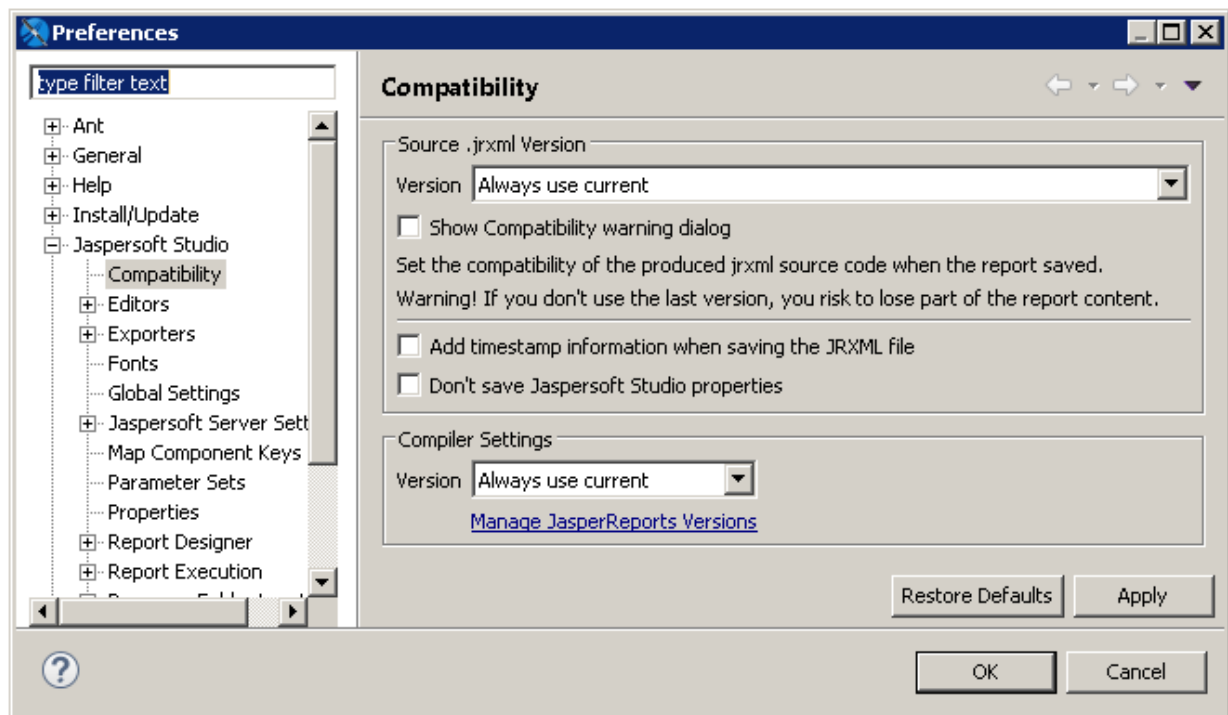 Preferences
type filter text
Ant
General
Help
Install/Update
Jaspersoft Studio
Compatibility
Editors
Exporters
Fonts
Global Settings
Jaspersoft Server Sett
Map Component Keys
Parameter Sets
Properties
Report Designer
Report Execution
Compatibility
Source .jrxml Version
Version Always use current
Show Compatibility warning dialog
Set the compatibility of the produced jrxml source code when the report saved.
Warning! If you don't use the last version, you risk to lose part of the report content.
Add timestamp information when saving the JRXML file
Don't save Jaspersoft Studio properties
Compiler Settings
Version Always use current
Manage JasperReports Versions
Restore Defaults Apply
OK Cancel